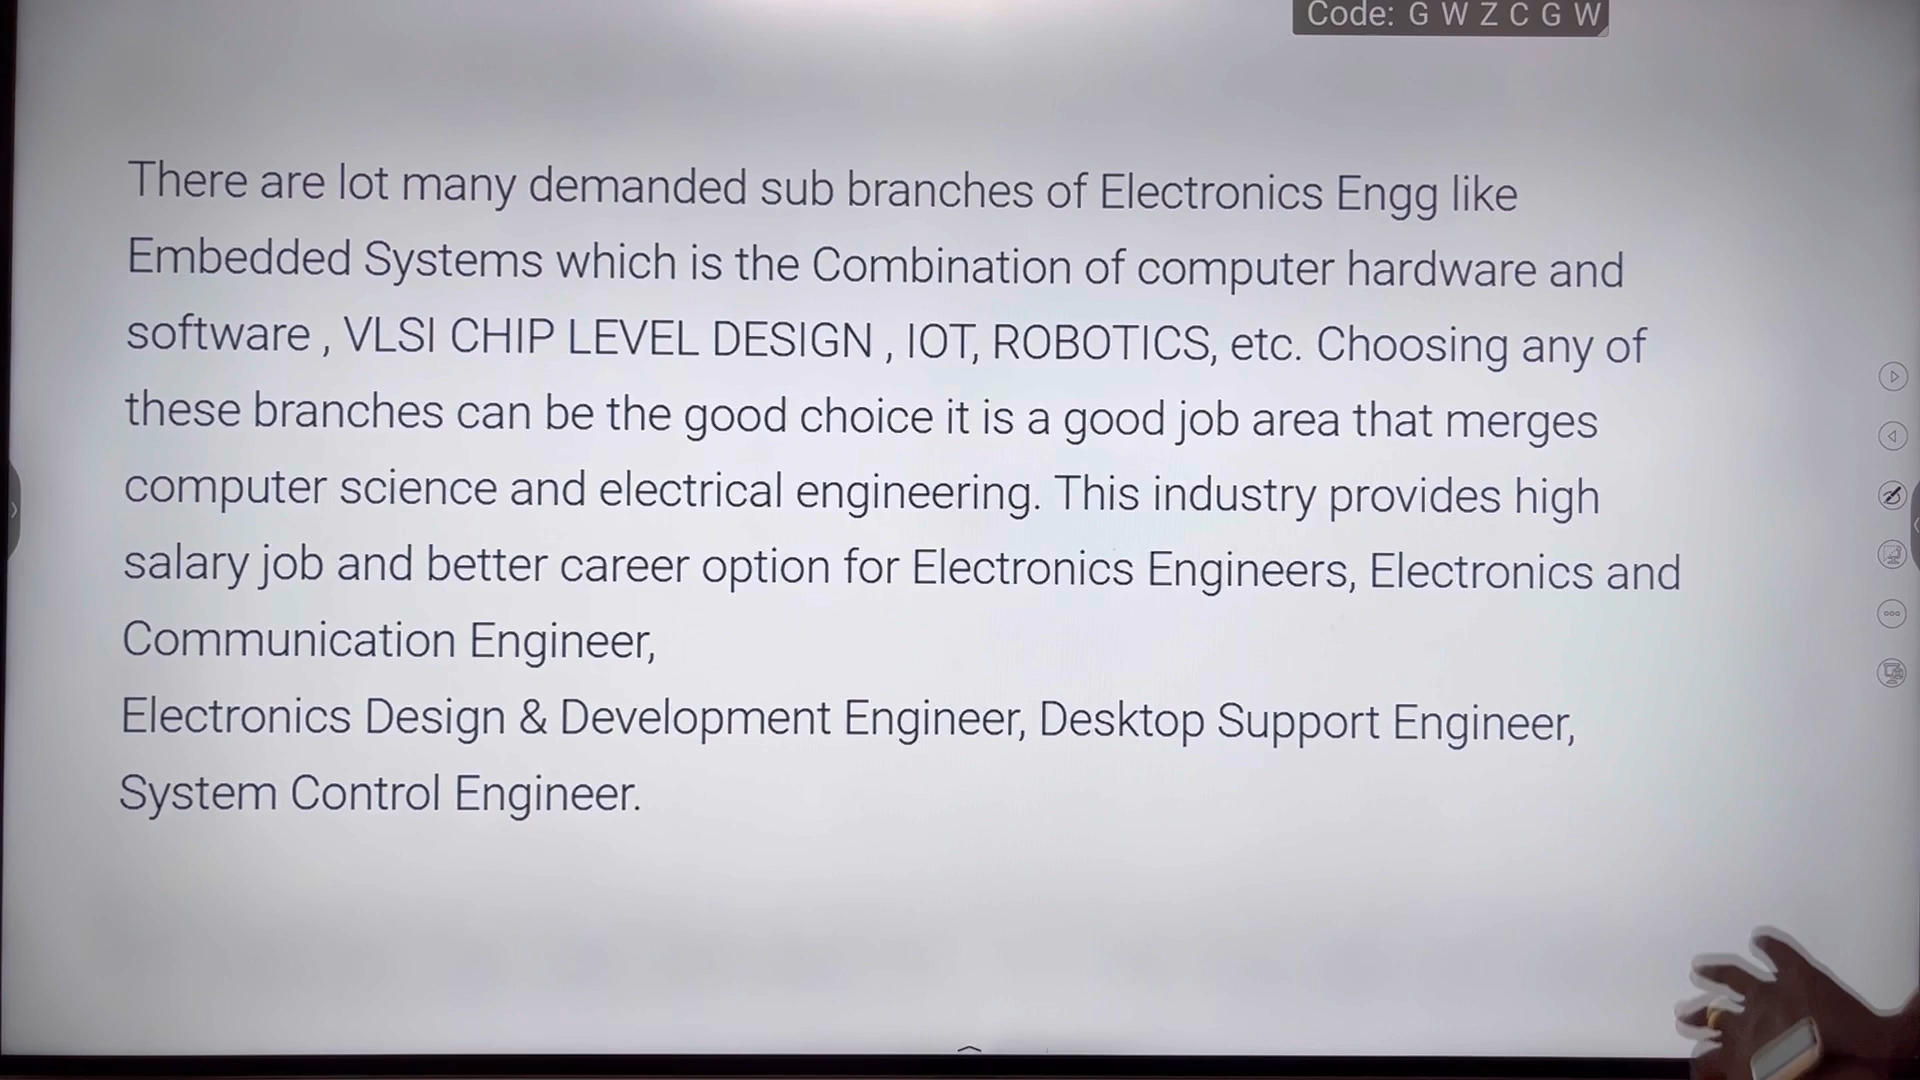 Code: G W Z C G W
There are lot many demanded sub branches of Electronics Engg like
Embedded Systems which is the Combination of computer hardware and
software , VLSI CHIP LEVEL DESIGN , IOT, ROBOTICS, etc. Choosing any of
these branches can be the good choice it is a good job area that merges
computer science and electrical engineering. This industry provides high
salary job and better career option for Electronics Engineers, Electronics and
Communication Engineer,
Electronics Design & Development Engineer, Desktop Support Engineer,
System Control Engineer.